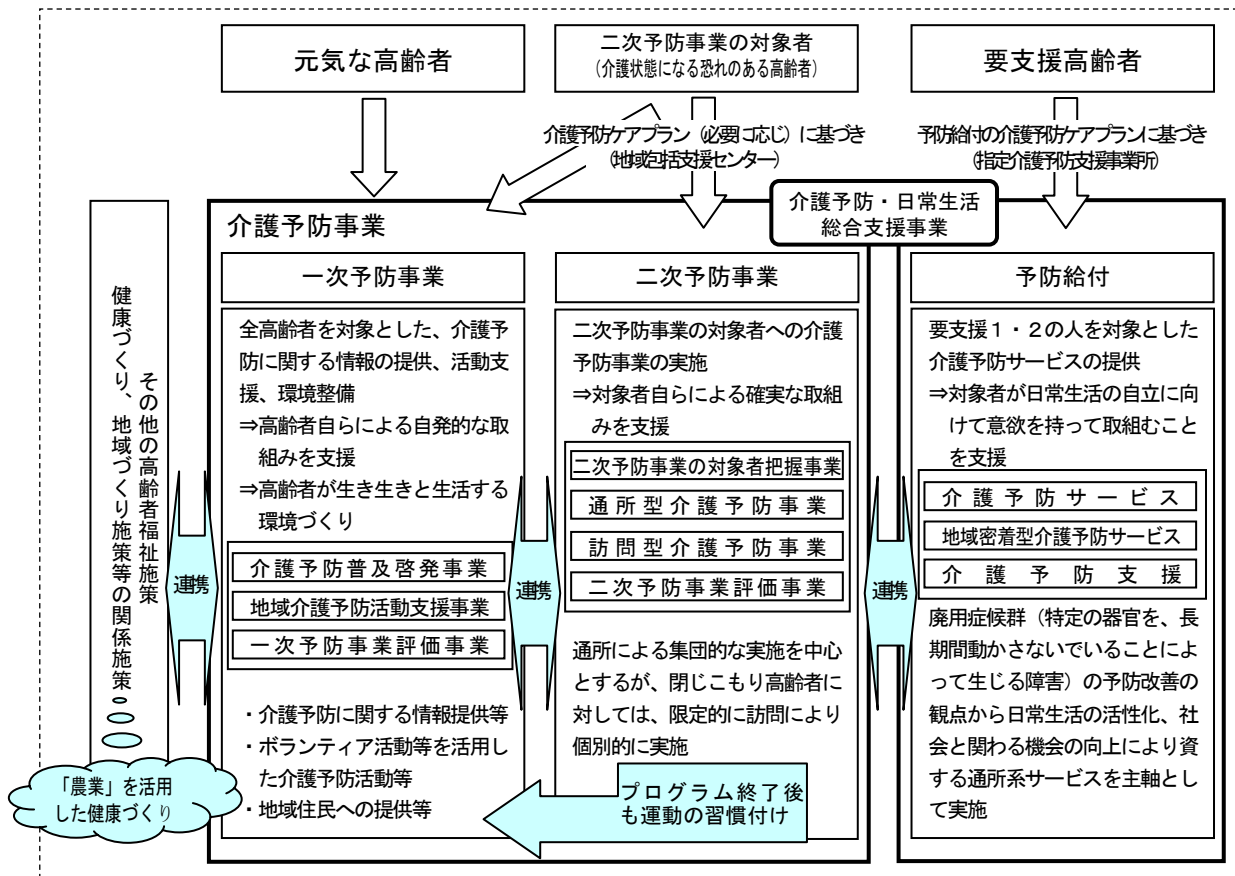 元気な高齢者
二次予防事業の対象者
（介護状態になる恐れのある高齢者）
要支援高齢者
介護予防ケアプラン（必要に応じ）に基づき
（地域包括支援センター）
予防給付の介護予防ケアプランに基づき
（指定介護予防支援事業所）
介護予防・日常生活
総合支援事業
介護予防事業
その他の高齢者福祉施策
健康づくり、地域づくり施策等の関係施策
「農業」を活用
した健康づくり
連携
一次予防事業
全高齢者を対象とした、介護予
防に関する情報の提供、活動支
援、環境整備
⇒高齢者自らによる自発的な取
組みを支援
⇒高齢者が生き生きと生活する
環境づくり
介護予防普及啓発事業
地域介護予防活動支援事業
一次予防事業評価事業
・介護予防に関する情報提供等
・ボランティア活動等を活用し
た介護予防活動等
・地域住民への提供等
連携
二次予防事業
二次予防事業の対象者への介護
予防事業の実施
⇒対象者自らによる確実な取組
みを支援
二次予防事業の対象者把握事業
通所型介護予防事業
訪問型介護予防事業
二次予防事業評価事業
通所による集団的な実施を中心
とするが、閉じこもり高齢者に
対しては、限定的に訪問により
個別的に実施
プログラム終了後
も運動の習慣付け
連携
予防給付
要支援１・２の人を対象とした
介護予防サービスの提供
⇒対象者が日常生活の自立に向
けて意欲を持って取組むこと
を支援
介護予防サービス
地域密着型介護予防サービス
介護予防支援
廃用症候群（特定の器官を、長
期間動かさないでいることによ
って生じる障害）の予防改善の
観点から日常生活の活性化、社
会と関わる機会の向上により資
する通所系サービスを主軸とし
て実施